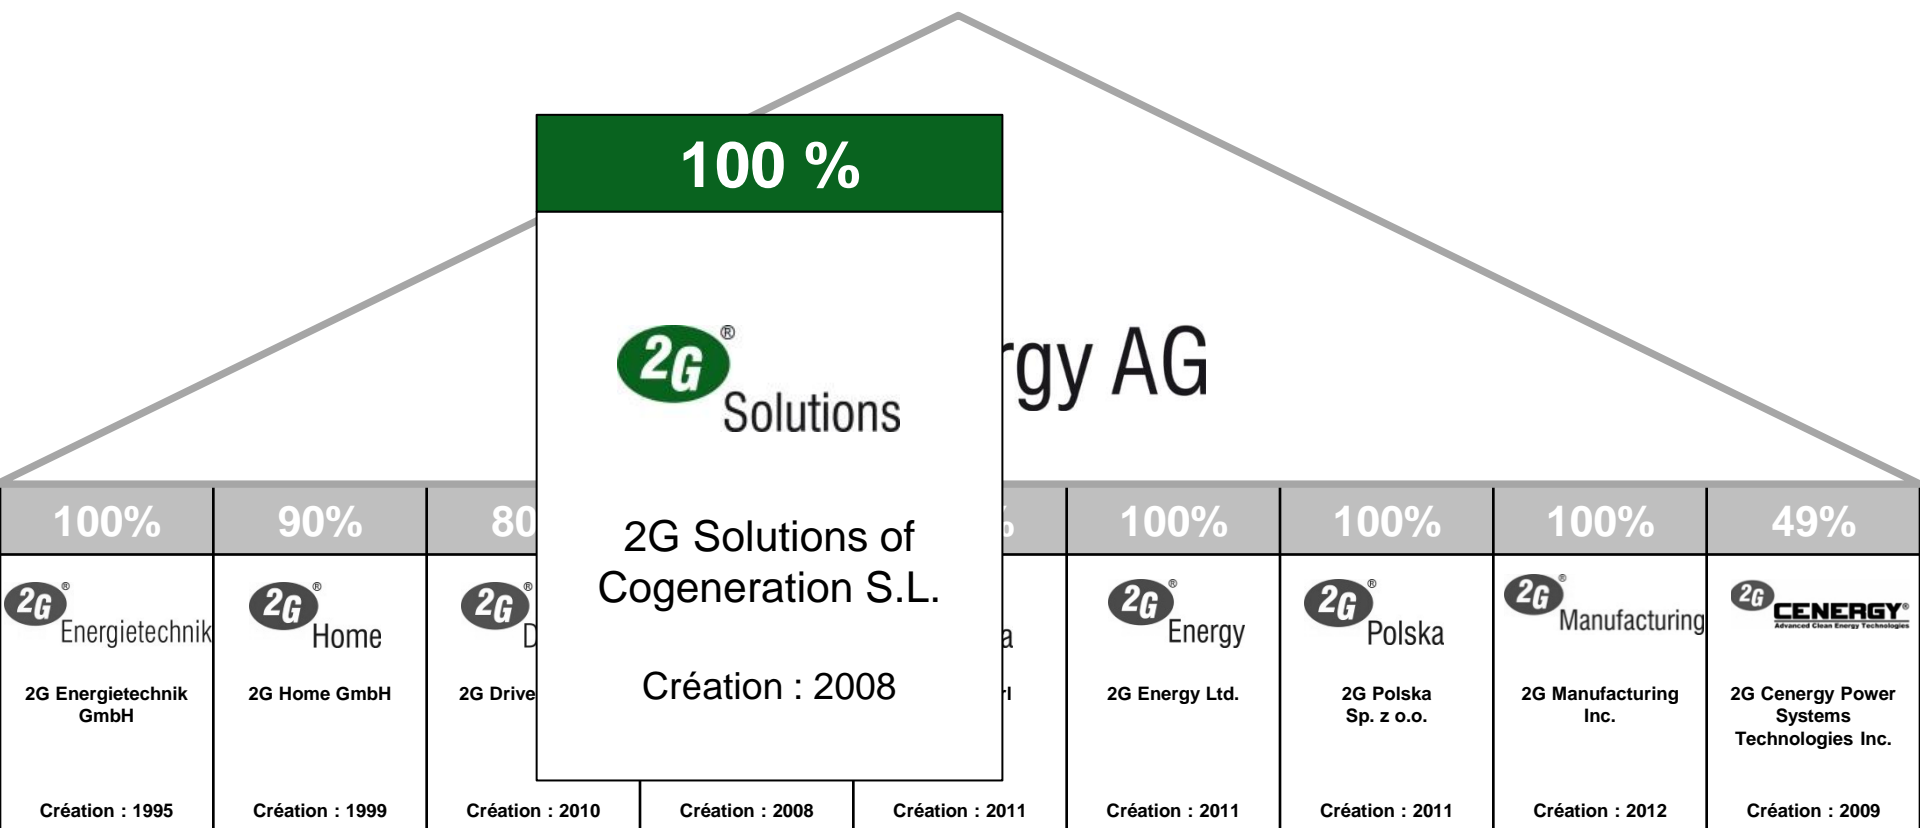 100 %
2G®
Solutions
2G Solutions of
Cogeneration S.L.
Création : 2008
AG
100%
90%
80
100%
100%
100%
49%
2G®
Energietechnik
2G®
Home
2G®
2G®
Energy
2G®
Polska
2G®
Manufacturing
2G CENERGY®
Advanced Clean Energy Technologies
2G Energietechnik
GmbH
2G Home GmbH
2G Drive
2G Energy Ltd.
2G Polska
Sp. z o.o.
2G Manufacturing
Inc.
2G Cenergy Power
Systems
Technologies Inc.
Création : 1995
Création : 1999
Création : 2010
Création : 2008
Création : 2011
Création : 2011
Création : 2011
Création : 2012
Création : 2009